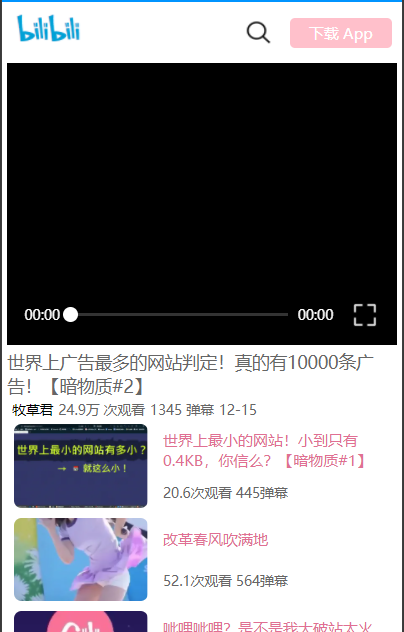 bilibili
下载 App
00:00
00:00
世界上广告最多的网站判定！真的有10000条广
告！【暗物质#2】
牧草君 24.9万 次观看 1345 弹幕 12-15
世界上最小的网站有多小？
→ 就这么小！
世界上最小的网站！小到只有
0.4KB，你信么？【暗物质#1】
20.6次观看 445弹幕
改革春风吹满地
52.1次观看 564弹幕
呲哩呲哩？是不是我大破站太火